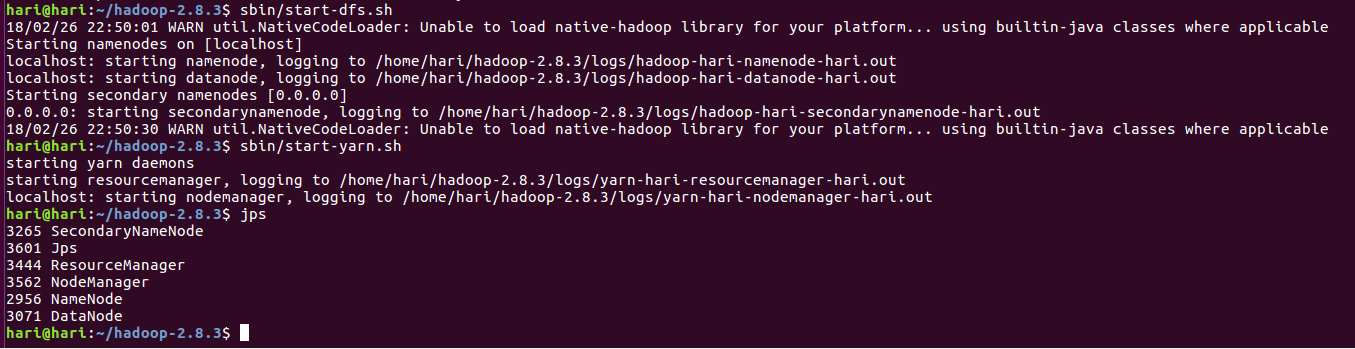 hari@hari:~/hadoop-2.8.3$ sbin/start-dfs.sh
18/02/26 22:50:01 WARN util.NativeCodeLoader: Unable to load native-hadoop library for your platform... using builtin-java classes where applicable
Starting namenodes on [localhost]
localhost: starting namenode, logging to /home/hari/hadoop-2.8.3/logs/hadoop-hari-namenode-hari.out
localhost: starting datanode, logging to /home/hari/hadoop-2.8.3/logs/hadoop-hari-datanode-hari.out
Starting secondary namenodes [0.0.0.0]
0.0.0.0: starting secondarynamenode, logging to /home/hari/hadoop-2.8.3/logs/hadoop-hari-secondarynamenode-hari.out
18/02/26 22:50:30 WARN util.NativeCodeLoader: Unable to load native-hadoop library for your platform... using builtin-java classes where applicable
hari@hari:~/hadoop-2.8.3$ sbin/start-yarn.sh
starting yarn daemons
starting resourcemanager, logging to /home/hari/hadoop-2.8.3/logs/yarn-hari-resourcemanager-hari.out
localhost: starting nodemanager, logging to /home/hari/hadoop-2.8.3/logs/yarn-hari-nodemanager-hari.out
hari@hari:~/hadoop-2.8.3$ jps
3265 SecondaryNameNode
3601 Jps
3444 ResourceManager
3562 NodeManager
2956 NameNode
3071 DataNode
hari@hari:~/hadoop-2.8.3$